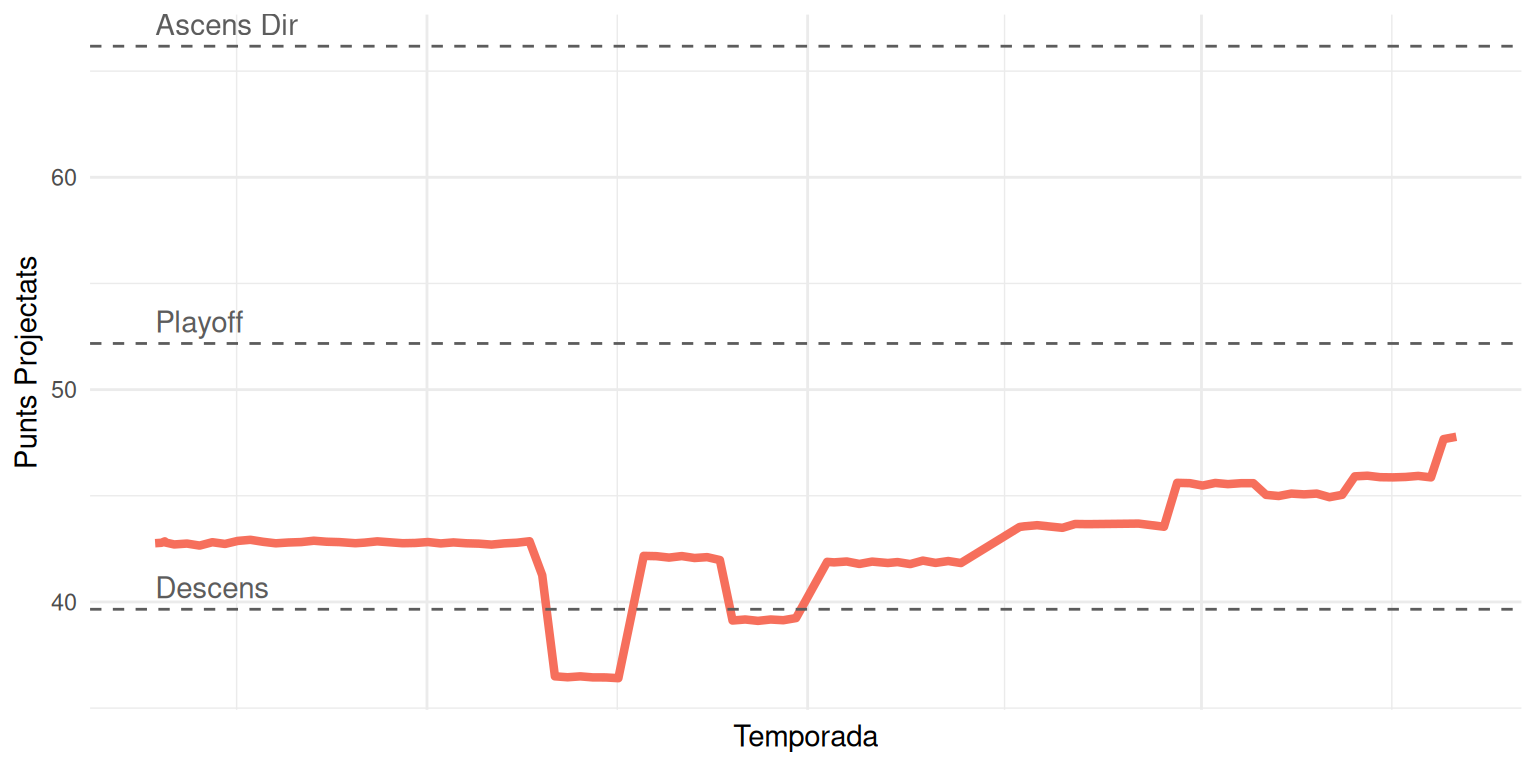 Ascens Dir
60
Playoff
50
Descens
40
Punts Projectats
Temporada